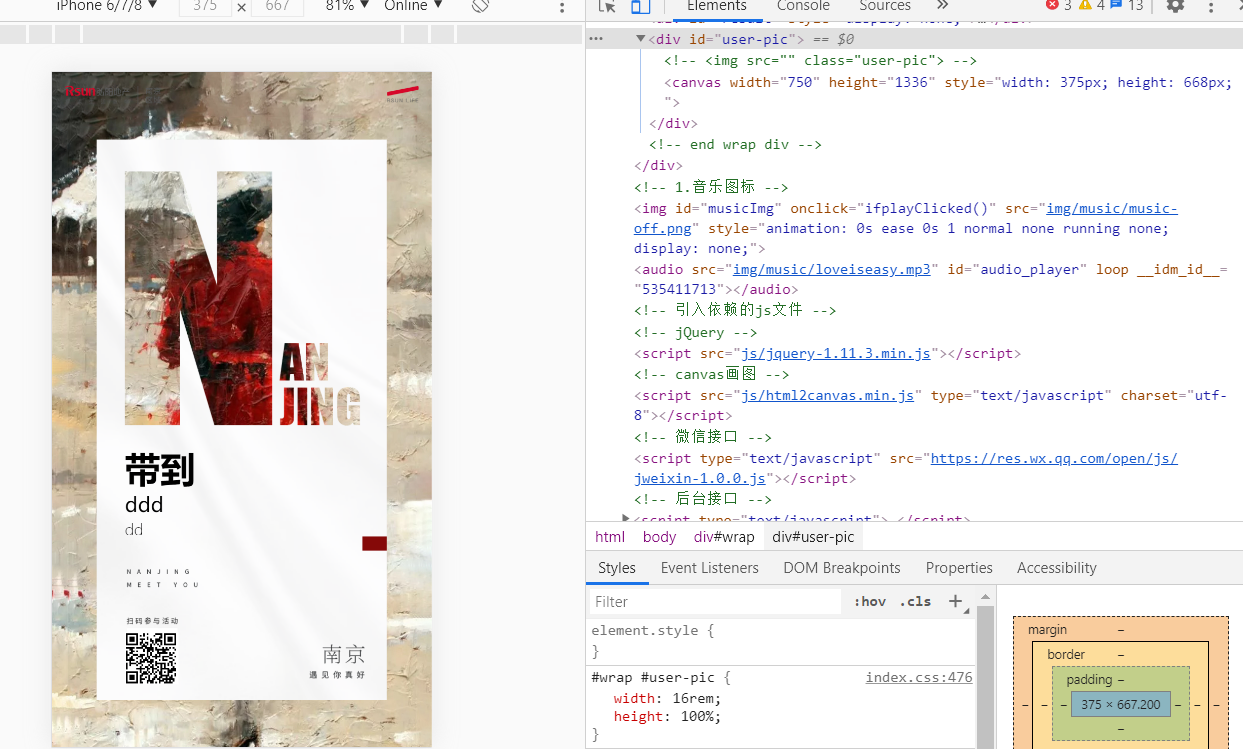 iPhone 6/7/8 ▼ 375 × 667 81% ▼ Online ▼
Elements Console Sources » 3 4 13
<div id="user-pic"> == $0
<!-- <img src="" class="user-pic"> -->
<canvas width="750" height="1336" style="width: 375px; height: 668px;
">
</div>
<!-- end wrap div -->
</div>
<!-- 1.音乐图标 -->
<img id="musicImg" onclick="ifplayClicked()" src="img/music/music-
off.png" style="animation: 0s ease 0s 1 normal none running none;
display: none;">
<audio src="img/music/loveiseasy.mp3" id="audio_player" loop __idm_id__=
"535411713"></audio>
<!-- 引入依赖的js文件 -->
<!-- jQuery -->
<script src="js/jquery-1.11.3.min.js"></script>
<!-- canvas画图 -->
<script src="js/html2canvas.min.js" type="text/javascript" charset="utf-
8"></script>
<!-- 微信接口 -->
<script type="text/javascript" src="https://res.wx.qq.com/open/js/
jweixin-1.0.0.js"></script>
<!-- 后台接口 -->
<script type="text/javascript"> </script>
html body div#wrap div#user-pic
Styles Event Listeners DOM Breakpoints Properties Accessibility
Filter :hov .cls +
element.style {
}
#wrap #user-pic { index.css:476
width: 16rem;
height: 100%;
}
margin –
border –
padding –
– – – 375 × 667.200 – – –
–
N
AN
JING
带到
ddd
dd
NANJING
MEET YOU
扫码参与活动
南京
遇见你真好